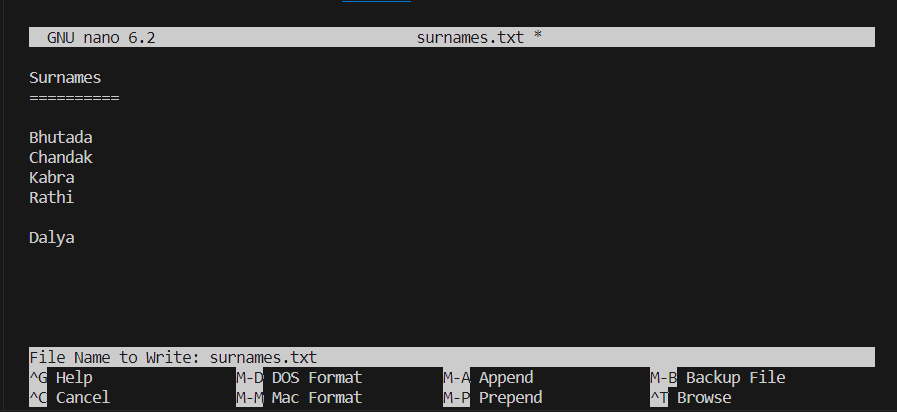 GNU nano 6.2 surnames.txt *
Surnames
==========
Bhutada
Chandak
Kabra
Rathi
Dalya
File Name to Write: surnames.txt
^G Help M-D DOS Format M-A Append M-B Backup File
^C Cancel M-M Mac Format M-P Prepend ^T Browse